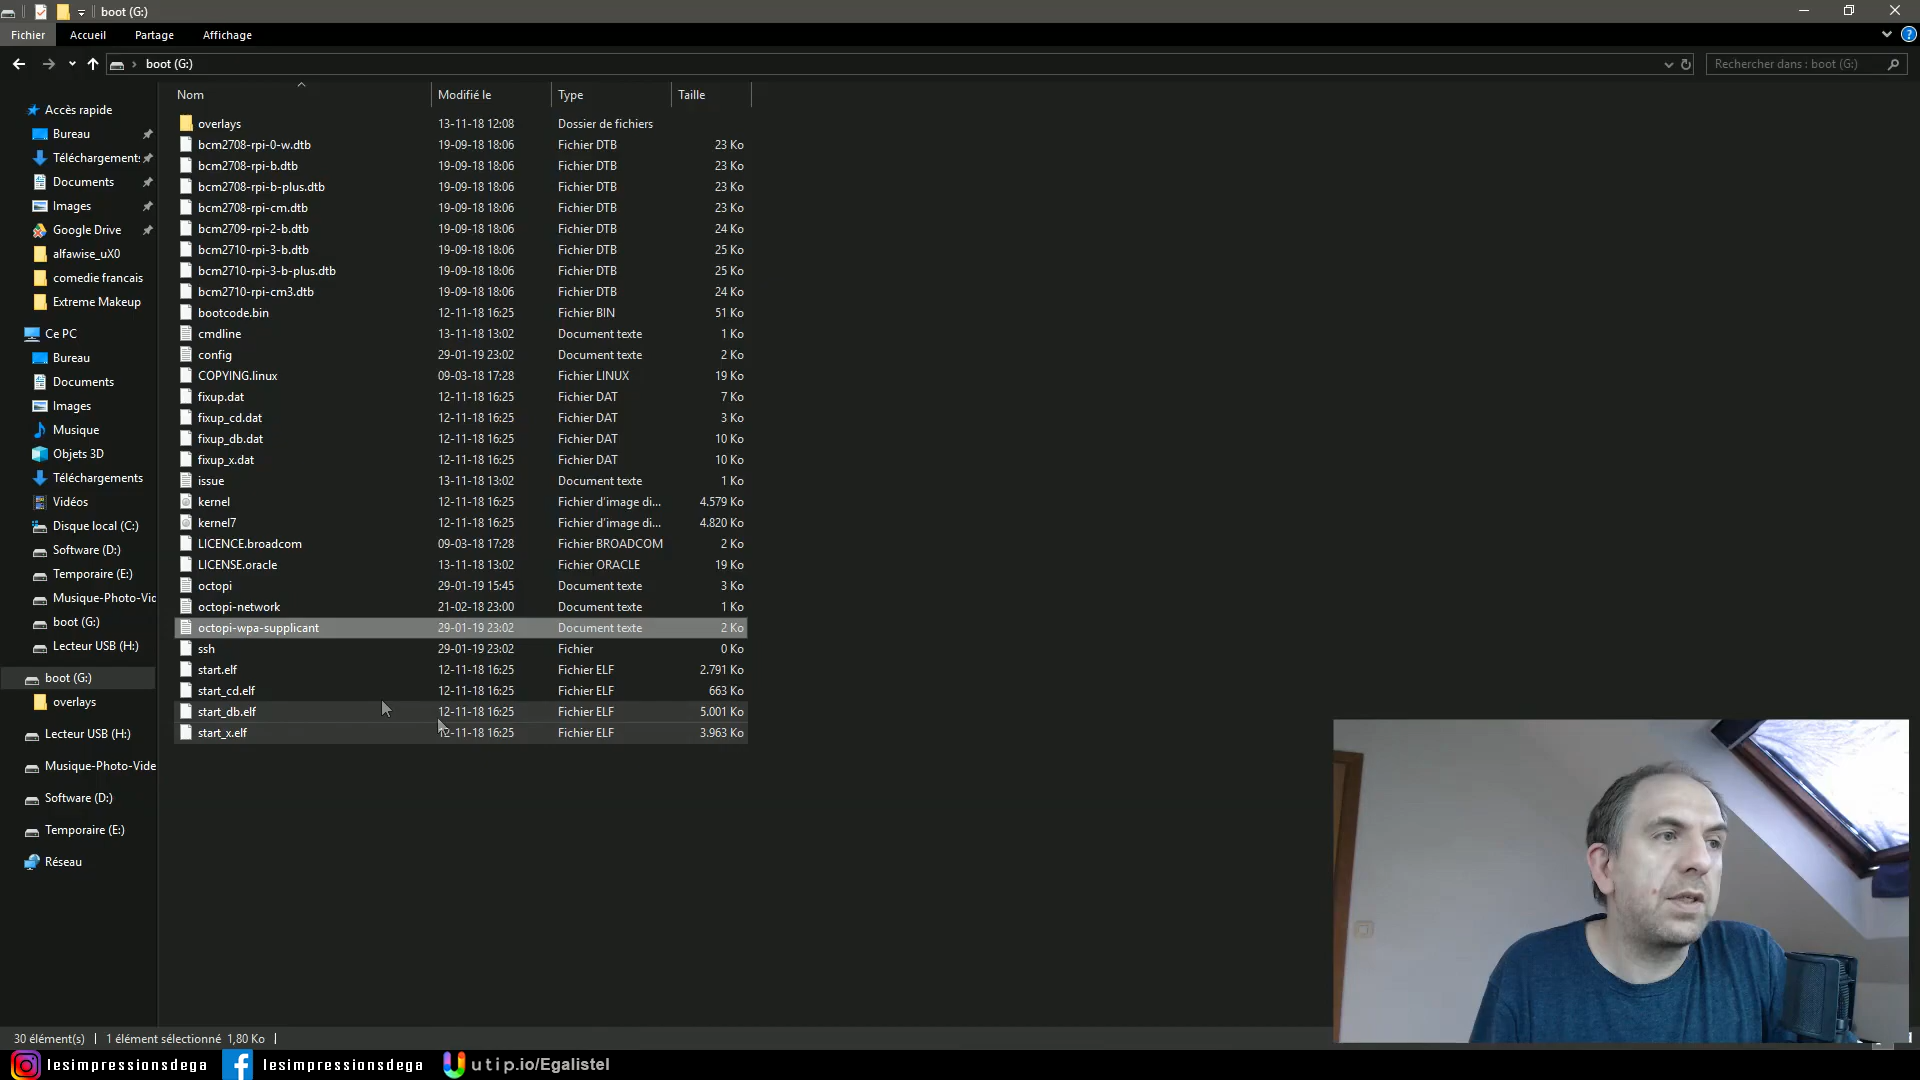 boot (G:)
Fichier Accueil Partage Affichage
boot (G:)
Rechercher dans : boot (G:)
Nom Modifié le Type Taille
overlays 13-11-18 12:08 Dossier de fichiers
bcm2708-rpi-0-w.dtb 19-09-18 18:06 Fichier DTB 23 Ko
bcm2708-rpi-b.dtb 19-09-18 18:06 Fichier DTB 23 Ko
bcm2708-rpi-b-plus.dtb 19-09-18 18:06 Fichier DTB 23 Ko
bcm2708-rpi-cm.dtb 19-09-18 18:06 Fichier DTB 23 Ko
bcm2709-rpi-2-b.dtb 19-09-18 18:06 Fichier DTB 24 Ko
bcm2710-rpi-3-b.dtb 19-09-18 18:06 Fichier DTB 25 Ko
bcm2710-rpi-3-b-plus.dtb 19-09-18 18:06 Fichier DTB 25 Ko
bcm2710-rpi-cm3.dtb 19-09-18 18:06 Fichier DTB 24 Ko
bootcode.bin 12-11-18 16:25 Fichier BIN 51 Ko
cmdline 13-11-18 13:02 Document texte 1 Ko
config 29-01-19 23:02 Document texte 2 Ko
COPYING.linux 09-03-18 17:28 Fichier LINUX 19 Ko
fixup.dat 12-11-18 16:25 Fichier DAT 7 Ko
fixup_cd.dat 12-11-18 16:25 Fichier DAT 3 Ko
fixup_db.dat 12-11-18 16:25 Fichier DAT 10 Ko
fixup_x.dat 12-11-18 16:25 Fichier DAT 10 Ko
issue 13-11-18 13:02 Document texte 1 Ko
kernel 12-11-18 16:25 Fichier d'image di... 4.579 Ko
kernel7 12-11-18 16:25 Fichier d'image di... 4.820 Ko
LICENCE.broadcom 09-03-18 17:28 Fichier BROADCOM 2 Ko
LICENSE.oracle 13-11-18 13:02 Fichier ORACLE 19 Ko
octopi 29-01-19 15:45 Document texte 3 Ko
octopi-network 21-02-18 23:00 Document texte 1 Ko
octopi-wpa-supplicant 29-01-19 23:02 Document texte 2 Ko
ssh 29-01-19 23:02 Fichier 0 Ko
start.elf 12-11-18 16:25 Fichier ELF 2.791 Ko
start_cd.elf 12-11-18 16:25 Fichier ELF 663 Ko
start_db.elf 12-11-18 16:25 Fichier ELF 5.001 Ko
start_x.elf 12-11-18 16:25 Fichier ELF 3.963 Ko
Accès rapide
Bureau
Téléchargements
Documents
Images
Google Drive
alfawise_uX0
comedie francais
Extreme Makeup
Ce PC
Bureau
Documents
Images
Musique
Objets 3D
Téléchargements
Vidéos
Disque local (C:)
Software (D:)
Temporaire (E:)
Musique-Photo-Vic
boot (G:)
Lecteur USB (H:)
boot (G:)
overlays
Lecteur USB (H:)
Musique-Photo-Vide
Software (D:)
Temporaire (E:)
Réseau
30 élément(s) 1 élément sélectionné 1,80 Ko
lesimpressionsdega lesimpressionsdega utip.io/Egalistel